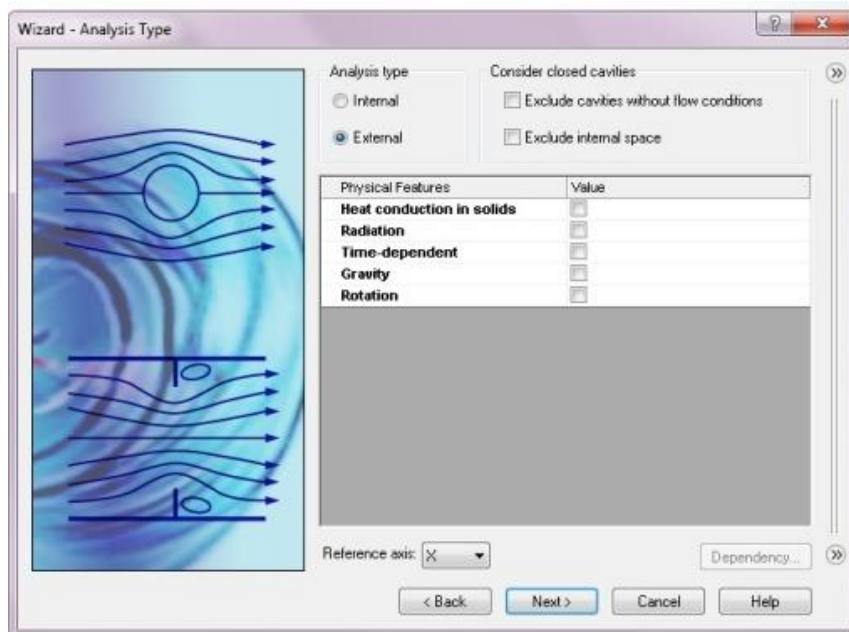 Wizard - Analysis Type
Analysis type
Internal
External
Consider closed cavities
Exclude cavities without flow conditions
Exclude internal space
Physical Features Value
Heat conduction in solids
Radiation
Time-dependent
Gravity
Rotation
Reference axis: X
Dependency...
< Back Next > Cancel Help